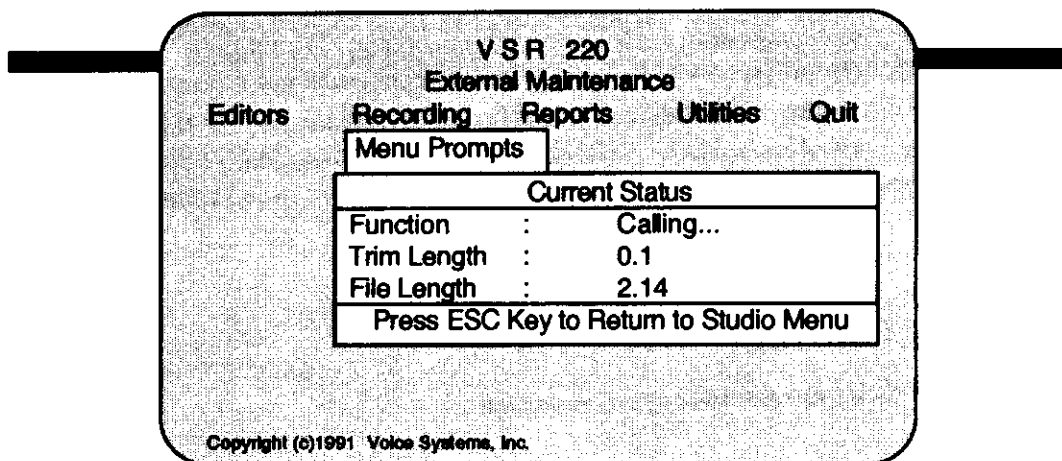 VSR 220
External Maintenance
Editors Recording Reports Utilities Quit
Menu Prompts
Current Status
Function : Calling...
Trim Length : 0.1
File Length : 2.14
Press ESC Key to Return to Studio Menu
Copyright (c)1991 Voice Systems, Inc.